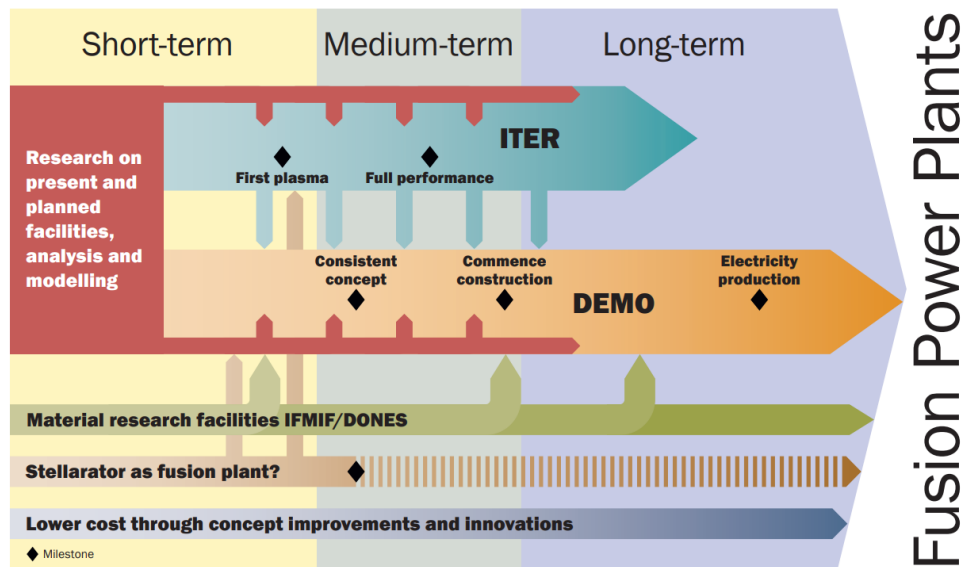 Short-term
Medium-term
Long-term
Research on
present and
planned
facilities,
analysis and
modelling
ITER
First plasma
Full performance
Consistent
concept
Commence
construction
Electricity
production
DEMO
Material research facilities IFMIF/DONES
Stellarator as fusion plant?
Lower cost through concept improvements and innovations
Milestone
Fusion Power Plants